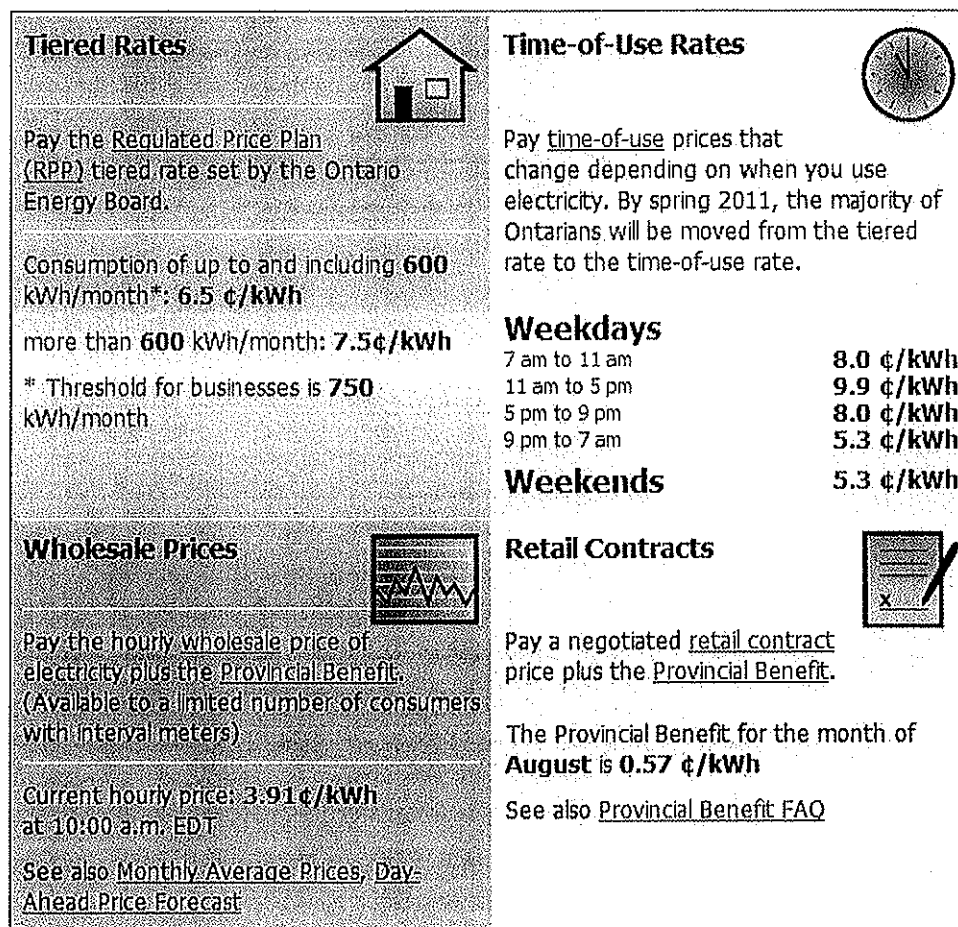 Tiered Rates
Pay the Regulated Price Plan
(RPP) tiered rate set by the Ontario
Energy Board.
Consumption of up to and including 600
kWh/month*: 6.5 ¢/kWh
more than 600 kWh/month: 7.5¢/kWh
* Threshold for businesses is 750
kWh/month
Time-of-Use Rates
Pay time-of-use prices that
change depending on when you use
electricity. By spring 2011, the majority of
Ontarians will be moved from the tiered
rate to the time-of-use rate.
Weekdays
7 am to 11 am 8.0 ¢/kWh
11 am to 5 pm 9.9 ¢/kWh
5 pm to 9 pm 8.0 ¢/kWh
9 pm to 7 am 5.3 ¢/kWh
Weekends 5.3 ¢/kWh
Wholesale Prices
Pay the hourly wholesale price of
electricity plus the Provincial Benefit.
(Available to a limited number of consumers
with interval meters)
Current hourly price: 3.91¢/kWh
at 10:00 a.m. EDT
See also Monthly Average Prices, Day-
Ahead Price Forecast
Retail Contracts
X
Pay a negotiated retail contract
price plus the Provincial Benefit.
The Provincial Benefit for the month of
August is 0.57 ¢/kWh
See also Provincial Benefit FAQ